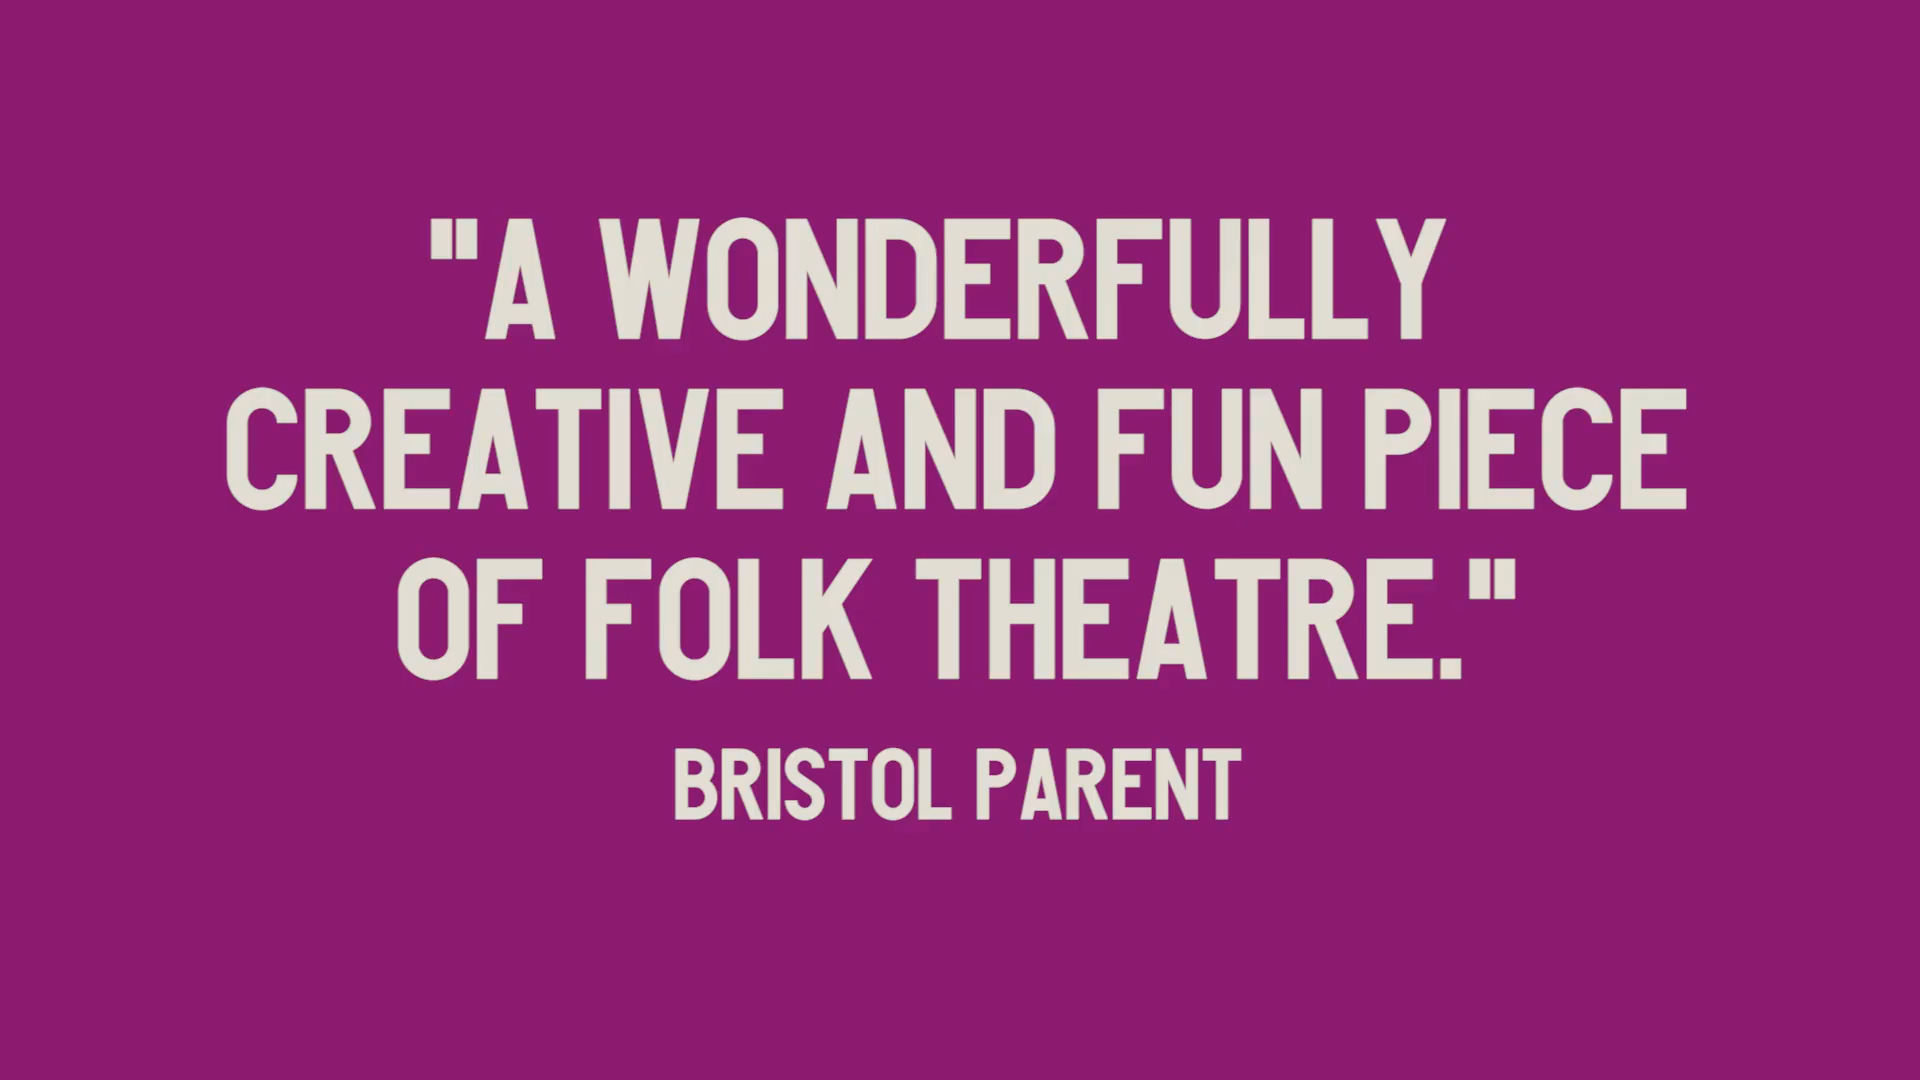 "A WONDERFULLY
CREATIVE AND FUN PIECE
OF FOLK THEATRE."
BRISTOL PARENT